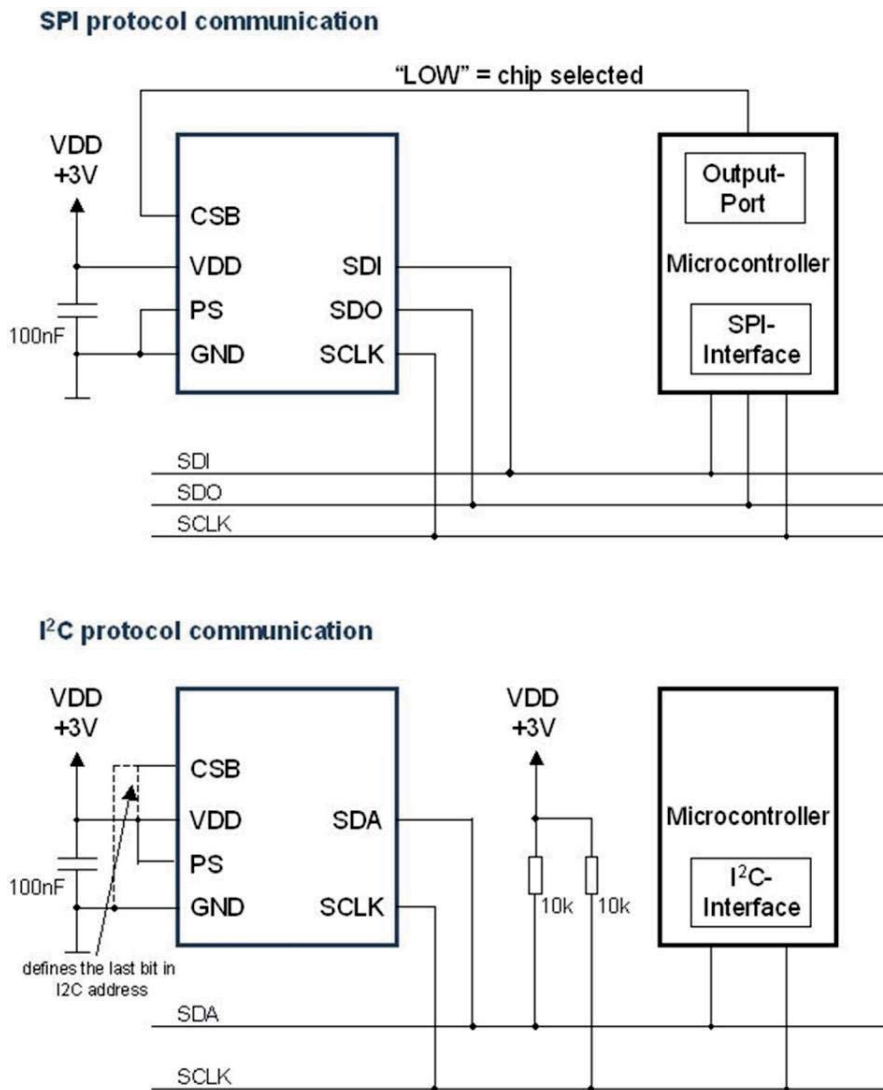 SPI protocol communication
“LOW” = chip selected
VDD
+3V
100nF
CSB
VDD
PS
GND
SDI
SDO
SCLK
Output-
Port
Microcontroller
SPI-
Interface
SDI
SDO
SCLK
I²C protocol communication
VDD
+3V
100nF
CSB
VDD
PS
GND
SDA
SCLK
VDD
+3V
10k
10k
Microcontroller
I²C-
Interface
defines the last bit in
I2C address
SDA
SCLK